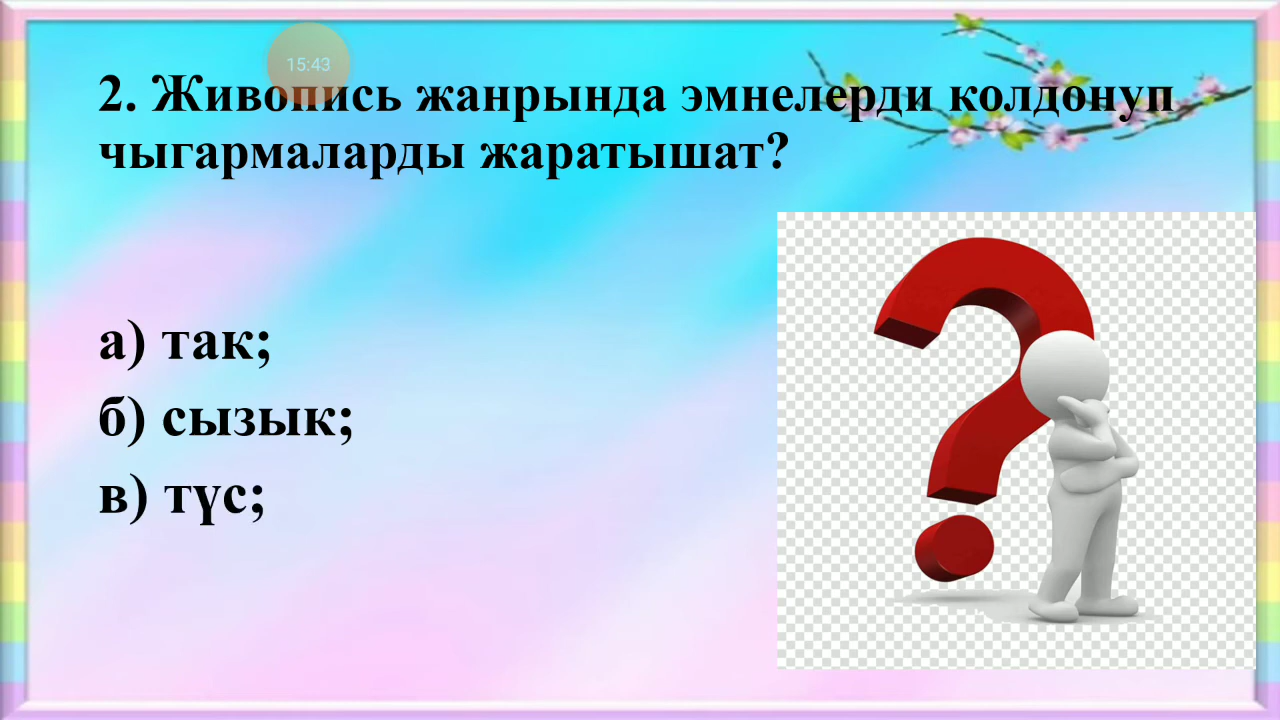 15:43
2. Живопись жанрында эмнелерди колдонуп
чыгармаларды жаратышат?
а) так;
б) сызык;
в) түс;